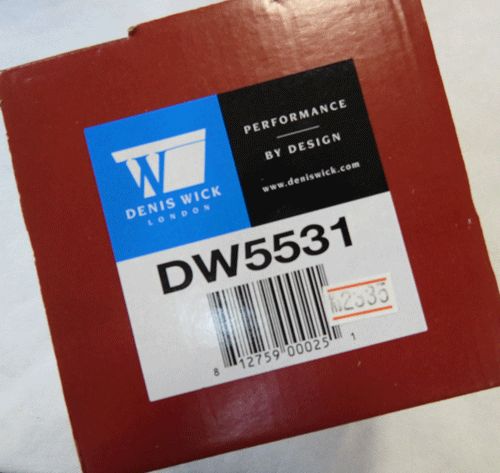 PERFORMANCE
BY DESIGN
www.deniswick.com
W
DENIS WICK
LONDON
DW5531
8 12759 00025 1